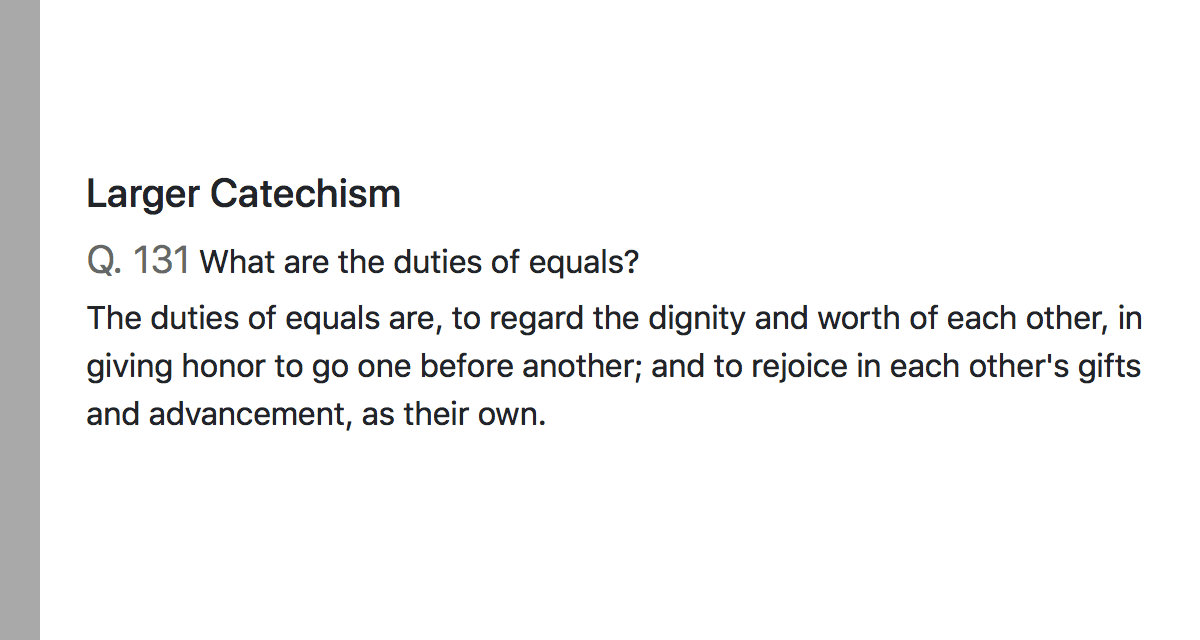 Larger Catechism
Q. 131 What are the duties of equals?
The duties of equals are, to regard the dignity and worth of each other, in
giving honor to go one before another; and to rejoice in each other's gifts
and advancement, as their own.